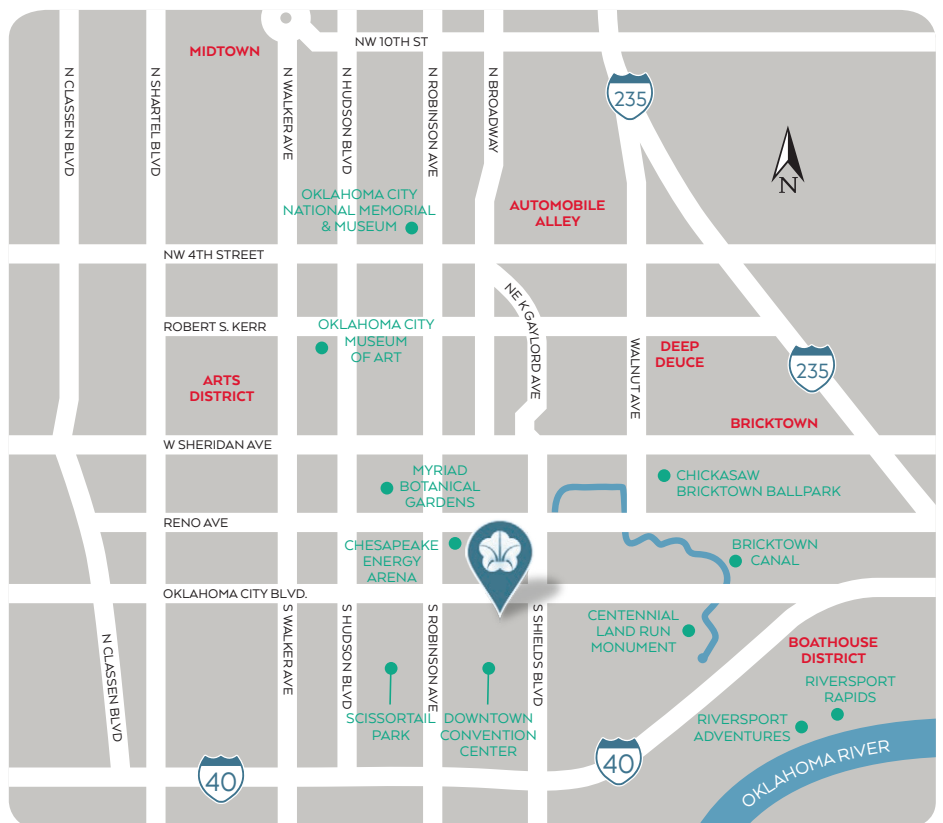 NW 10TH ST
MIDTOWN
N CLASSEN BLVD
N SHARTEL BLVD
N WALKER AVE
N HUDSON BLVD
N ROBINSON AVE
N BROADWAY
235
N
OKLAHOMA CITY
NATIONAL MEMORIAL
& MUSEUM
AUTOMOBILE
ALLEY
NW 4TH STREET
NE K GAYLORD AVE
ROBERT S. KERR
OKLAHOMA CITY
MUSEUM
OF ART
WALNUT AVE
DEEP
DEUCE
235
ARTS
DISTRICT
BRICKTOWN
W SHERIDAN AVE
MYRIAD
BOTANICAL
GARDENS
CHICKASAW
BRICKTOWN BALLPARK
RENO AVE
CHESAPEAKE
ENERGY
ARENA
BRICKTOWN
CANAL
OKLAHOMA CITY BLVD.
N CLASSEN BLVD
S WALKER AVE
S HUDSON BLVD
S ROBINSON AVE
S SHIELDS BLVD
CENTENNIAL
LAND RUN
MONUMENT
BOATHOUSE
DISTRICT
RIVERSPORT
RAPIDS
SCISSORTAIL
PARK
DOWNTOWN
CONVENTION
CENTER
RIVERSPORT
ADVENTURES
OKLAHOMA RIVER
40
40